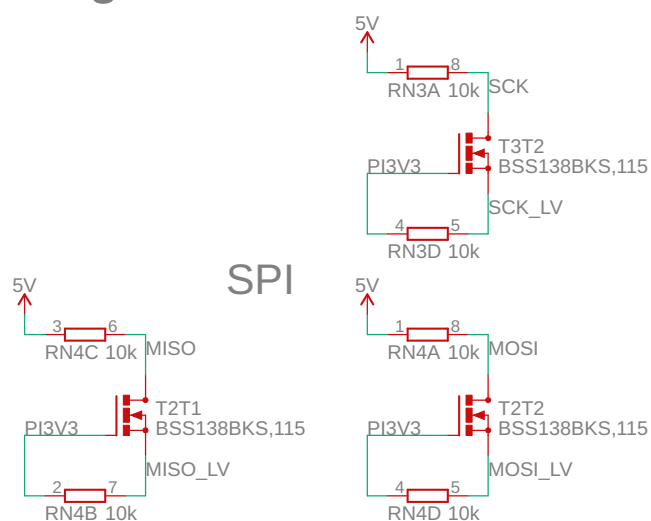 g
5V
1 8
RN3A 10k
SCK
T3T2
PI3V3
BSS138BKS,115
SCK_LV
4 5
RN3D 10k
SPI
5V
3 6
RN4C 10k
MISO
T2T1
PI3V3
BSS138BKS,115
MISO_LV
2 7
RN4B 10k
5V
1 8
RN4A 10k
MOSI
T2T2
PI3V3
BSS138BKS,115
MOSI_LV
4 5
RN4D 10k